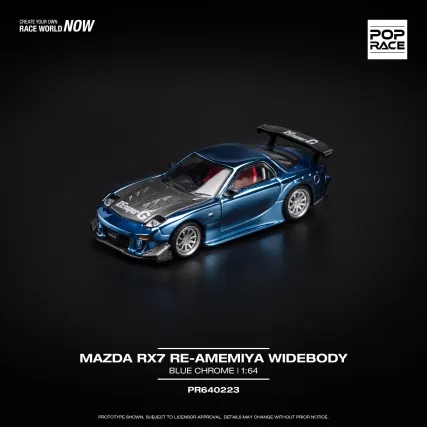 CREATE YOUR OWN
RACE WORLD NOW
POP
RACE
MAZDA RX7 RE-AMEMIYA WIDEBODY
BLUE CHROME | 1:64
PR640223
PROTOTYPE SHOWN, SUBJECT TO LICENSOR APPROVAL. DETAILS MAY CHANGE WITHOUT PRIOR NOTICE.